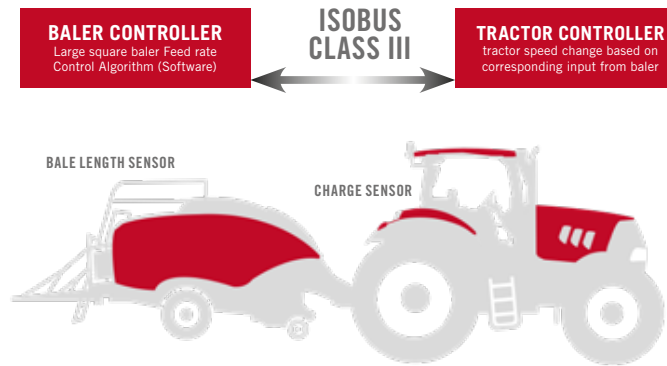 BALER CONTROLLER
Large square baler Feed rate
Control Algorithm (Software)
ISOBUS
CLASS III
TRACTOR CONTROLLER
tractor speed change based on
corresponding input from baler
BALE LENGTH SENSOR
CHARGE SENSOR